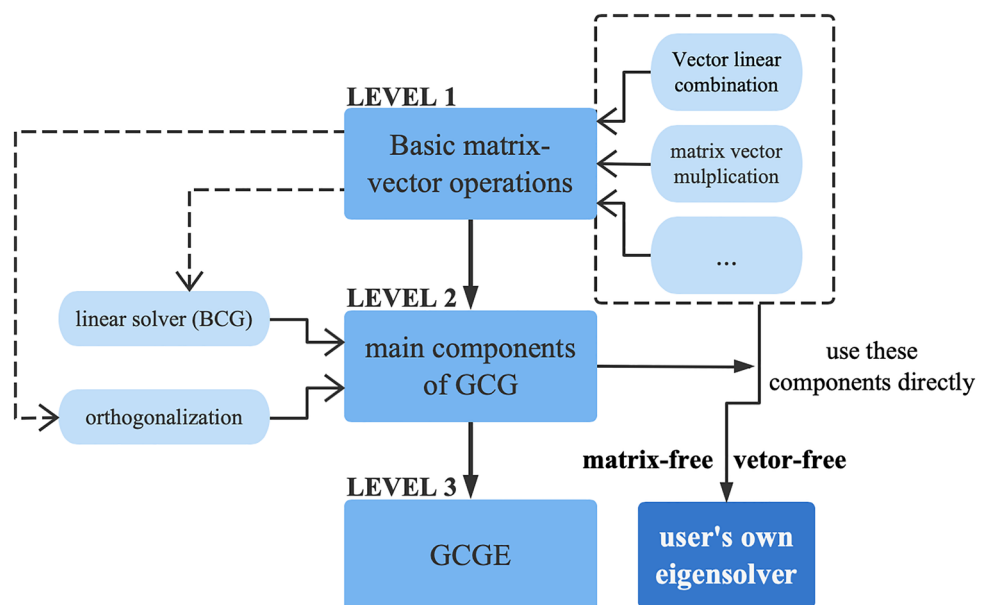 LEVEL 1
Basic matrix-
vector operations
Vector linear
combination
matrix vector
mulplication
...
LEVEL 2
main components
of GCG
linear solver (BCG)
orthogonalization
use these
components directly
matrix-free vetor-free
LEVEL 3
GCGE
user's own
eigensolver